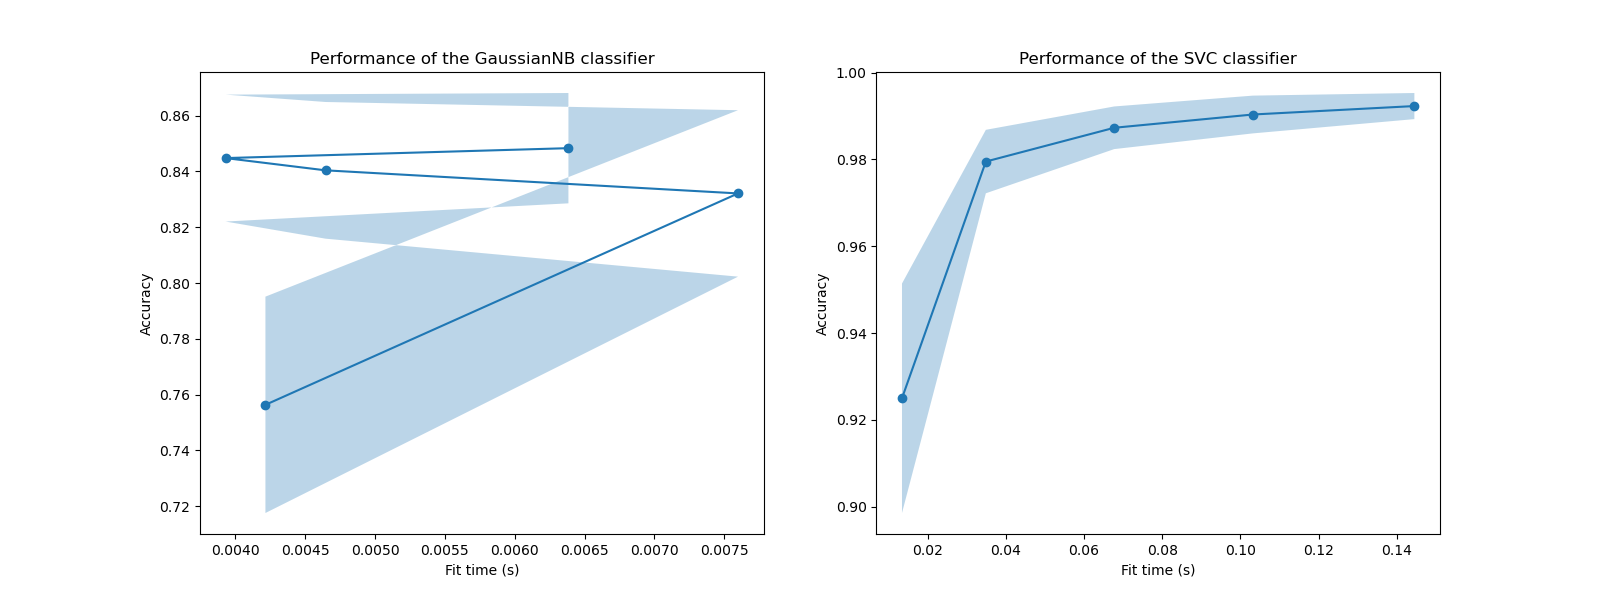 Performance of the GaussianNB classifier
Accuracy
0.86
0.84
0.82
0.80
0.78
0.76
0.74
0.72
0.0040 0.0045 0.0050 0.0055 0.0060 0.0065 0.0070 0.0075
Fit time (s)
Performance of the SVC classifier
Accuracy
1.00
0.98
0.96
0.94
0.92
0.90
0.02 0.04 0.06 0.08 0.10 0.12 0.14
Fit time (s)